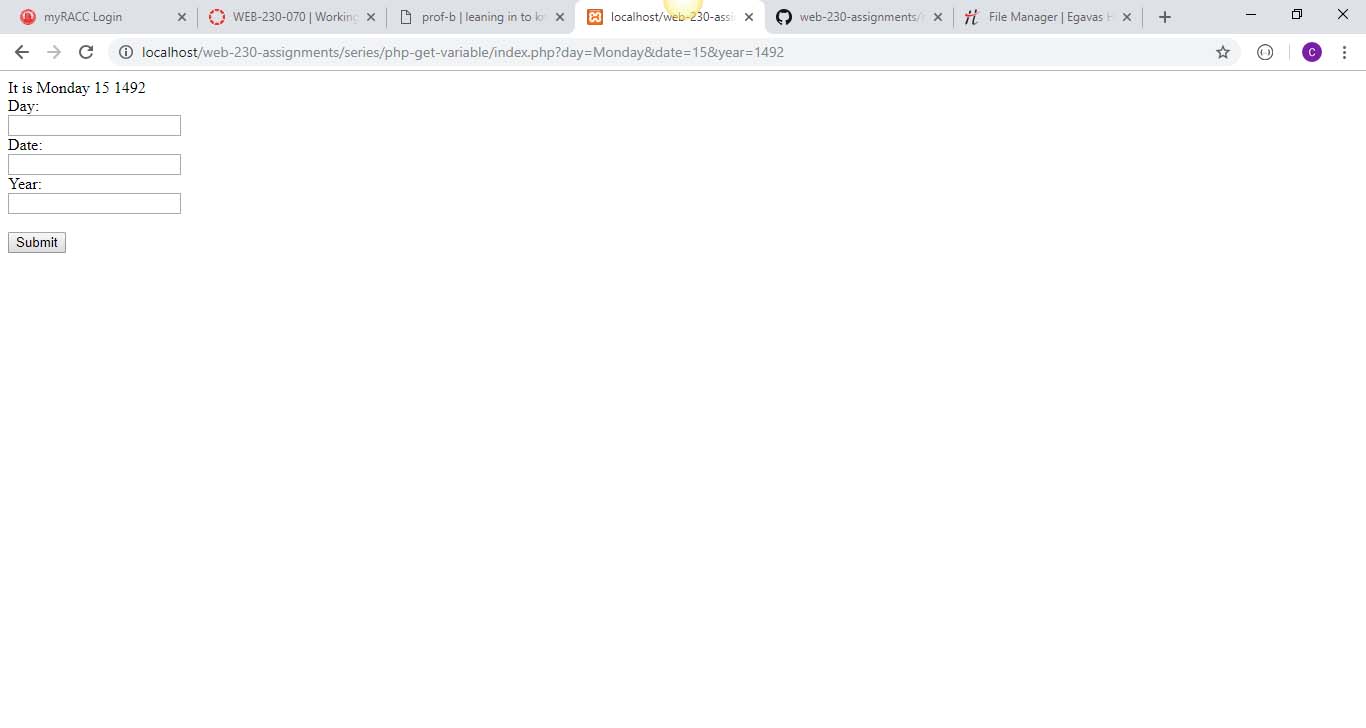 myRACC Login
WEB-230-070 | Working
prof-b | leaning in to
localhost/web-230-assi
web-230-assignments/
File Manager | Egavas
localhost/web-230-assignments/series/php-get-variable/index.php?day=Monday&date=15&year=1492
C
It is Monday 15 1492
Day:
Date:
Year:
Submit